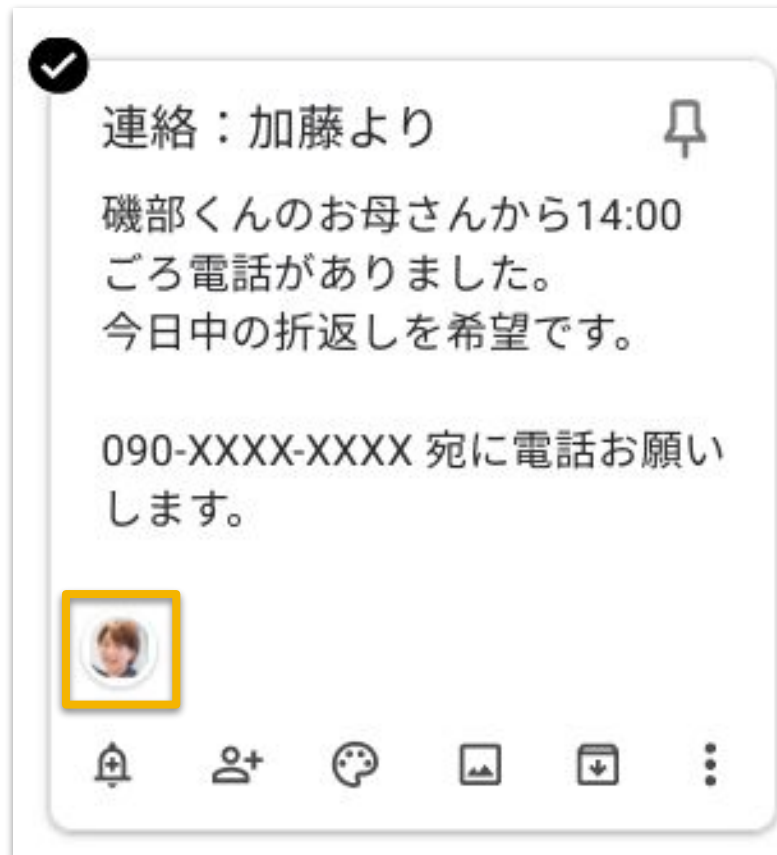 連絡：加藤より
磯部くんのお母さんから14:00
ごろ電話がありました。
今日中の折返しを希望です。
090-XXXX-XXXX 宛に電話お願い
します。